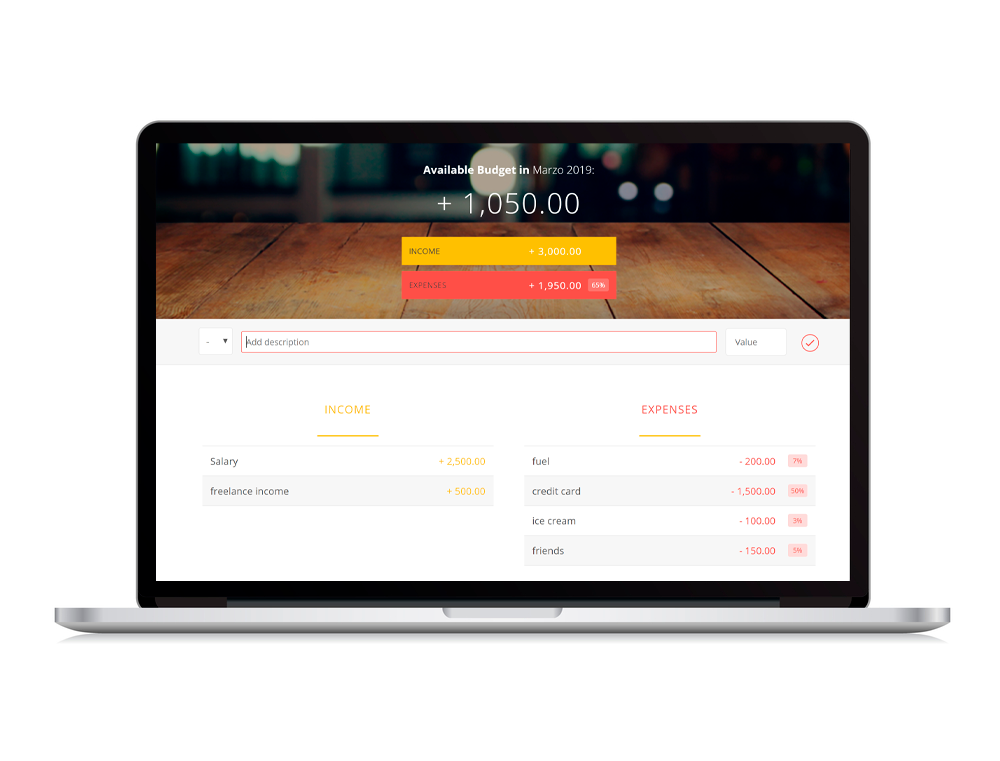 Available Budget in Marzo 2019:
+ 1,050.00
INCOME + 3,000.00
EXPENSES + 1,950.00 65%
- Add description Value
INCOME
Salary + 2,500.00
freelance income + 500.00
EXPENSES
fuel - 200.00 7%
credit card - 1,500.00 50%
ice cream - 100.00 3%
friends - 150.00 5%